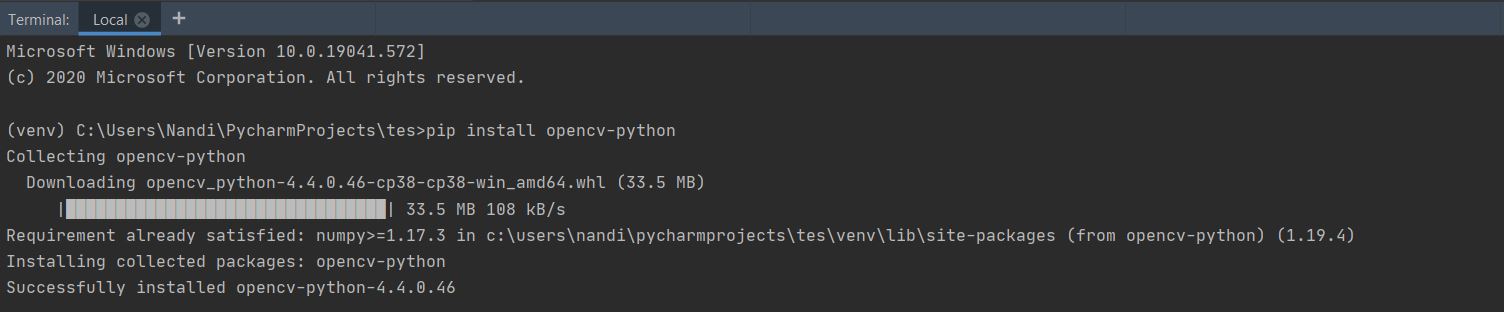 Terminal: Local +
Microsoft Windows [Version 10.0.19041.572]
(c) 2020 Microsoft Corporation. All rights reserved.
(venv) C:\Users\Nandi\PycharmProjects\tes>pip install opencv-python
Collecting opencv-python
Downloading opencv_python-4.4.0.46-cp38-cp38-win_amd64.whl (33.5 MB)
|████████████████████████████████| 33.5 MB 108 kB/s
Requirement already satisfied: numpy>=1.17.3 in c:\users\nandi\pycharmprojects\tes\venv\lib\site-packages (from opencv-python) (1.19.4)
Installing collected packages: opencv-python
Successfully installed opencv-python-4.4.0.46